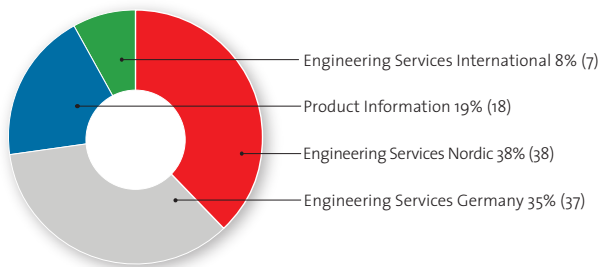 Engineering Services International 8% (7)
Product Information 19% (18)
Engineering Services Nordic 38% (38)
Engineering Services Germany 35% (37)